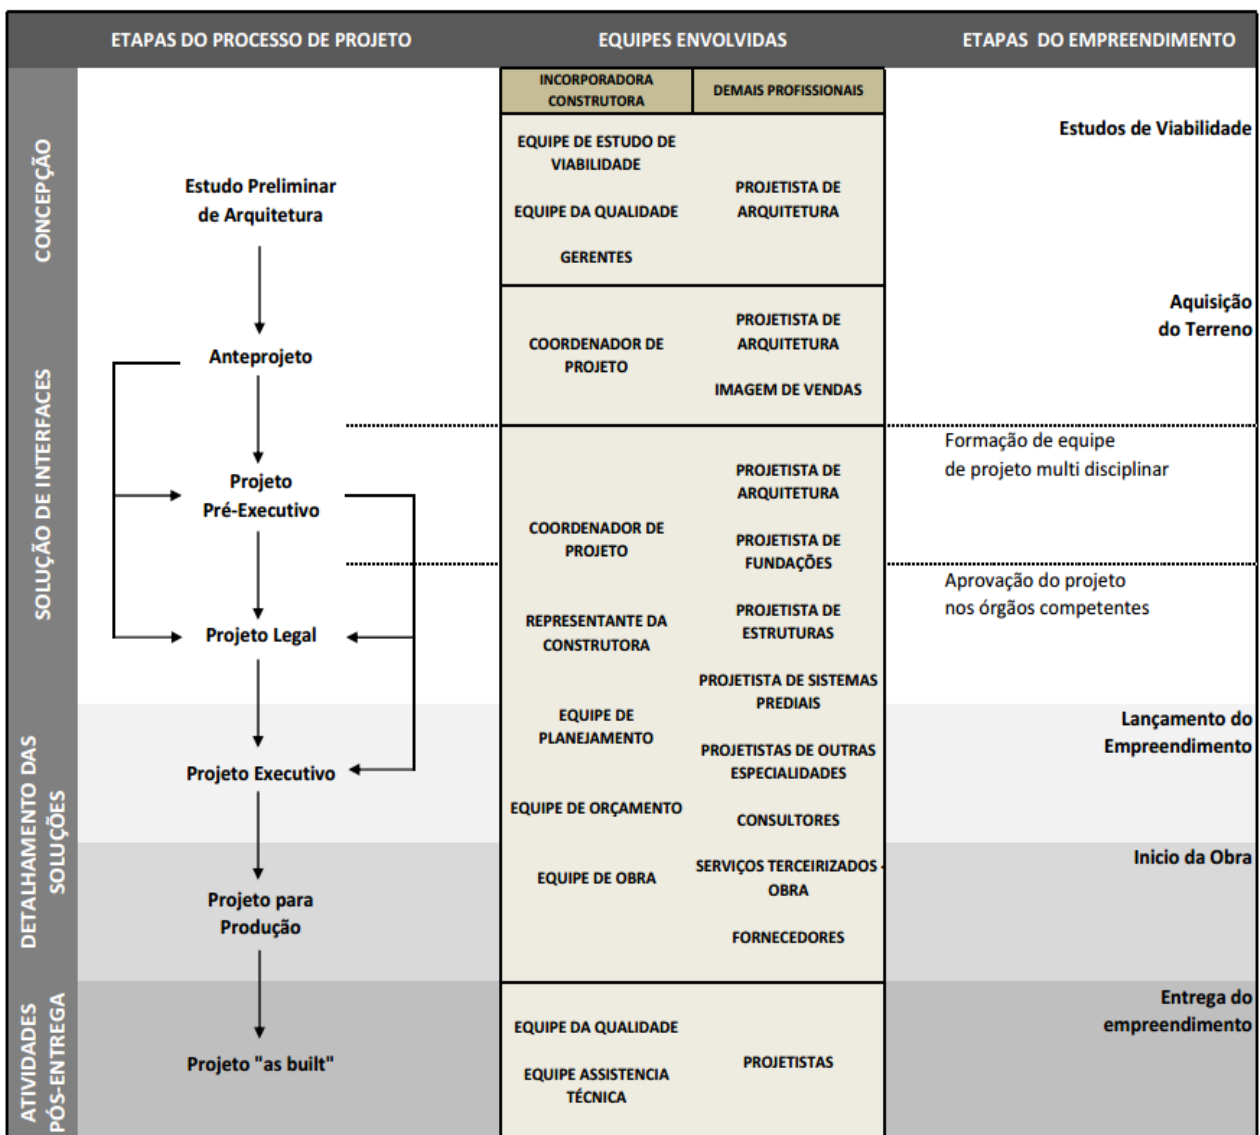 ETAPAS DO PROCESSO DE PROJETO
EQUIPES ENVOLVIDAS
ETAPAS DO EMPREENDIMENTO
INCORPORADORA
CONSTRUTORA
DEMAIS PROFISSIONAIS
CONCEPÇÃO
Estudo Preliminar
de Arquitetura
EQUIPE DE ESTUDO DE
VIABILIDADE
EQUIPE DA QUALIDADE
GERENTES
PROJETISTA DE
ARQUITETURA
Estudos de Viabilidade
SOLUÇÃO DE INTERFACES
Anteprojeto
COORDENADOR DE
PROJETO
PROJETISTA DE
ARQUITETURA
IMAGEM DE VENDAS
Aquisição
do Terreno
Projeto
Pré-Executivo
Projeto Legal
COORDENADOR DE
PROJETO
REPRESENTANTE DA
CONSTRUTORA
EQUIPE DE
PLANEJAMENTO
EQUIPE DE ORÇAMENTO
EQUIPE DE OBRA
PROJETISTA DE
ARQUITETURA
PROJETISTA DE
FUNDAÇÕES
PROJETISTA DE
ESTRUTURAS
PROJETISTA DE SISTEMAS
PREDIAIS
PROJETISTAS DE OUTRAS
ESPECIALIDADES
CONSULTORES
SERVIÇOS TERCEIRIZADOS -
OBRA
FORNECEDORES
Formação de equipe
de projeto multi disciplinar
Aprovação do projeto
nos órgãos competentes
DETALHAMENTO DAS
SOLUÇÕES
Projeto Executivo
Projeto para
Produção
Lançamento do
Empreendimento
Inicio da Obra
ATIVIDADES
PÓS-ENTREGA
Projeto "as built"
EQUIPE DA QUALIDADE
EQUIPE ASSISTENCIA
TÉCNICA
PROJETISTAS
Entrega do
empreendimento